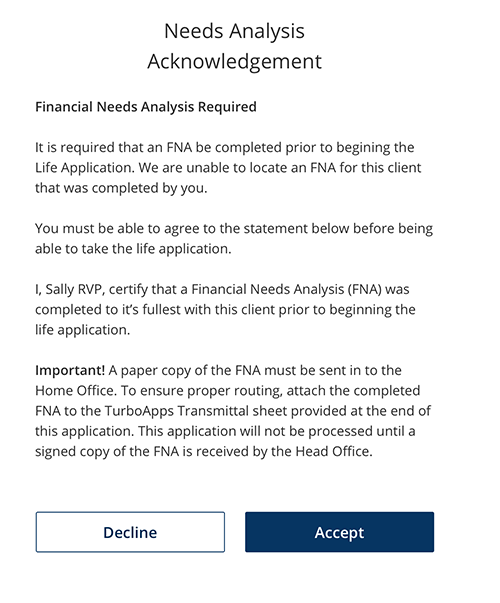 Needs Analysis
Acknowledgement
Financial Needs Analysis Required
It is required that an FNA be completed prior to begining the
Life Application. We are unable to locate an FNA for this client
that was completed by you.
You must be able to agree to the statement below before being
able to take the life application.
I, Sally RVP, certify that a Financial Needs Analysis (FNA) was
completed to it’s fullest with this client prior to beginning the
life application.
Important! A paper copy of the FNA must be sent in to the
Home Office. To ensure proper routing, attach the completed
FNA to the TurboApps Transmittal sheet provided at the end of
this application. This application will not be processed until a
signed copy of the FNA is received by the Head Office.
Decline
Accept